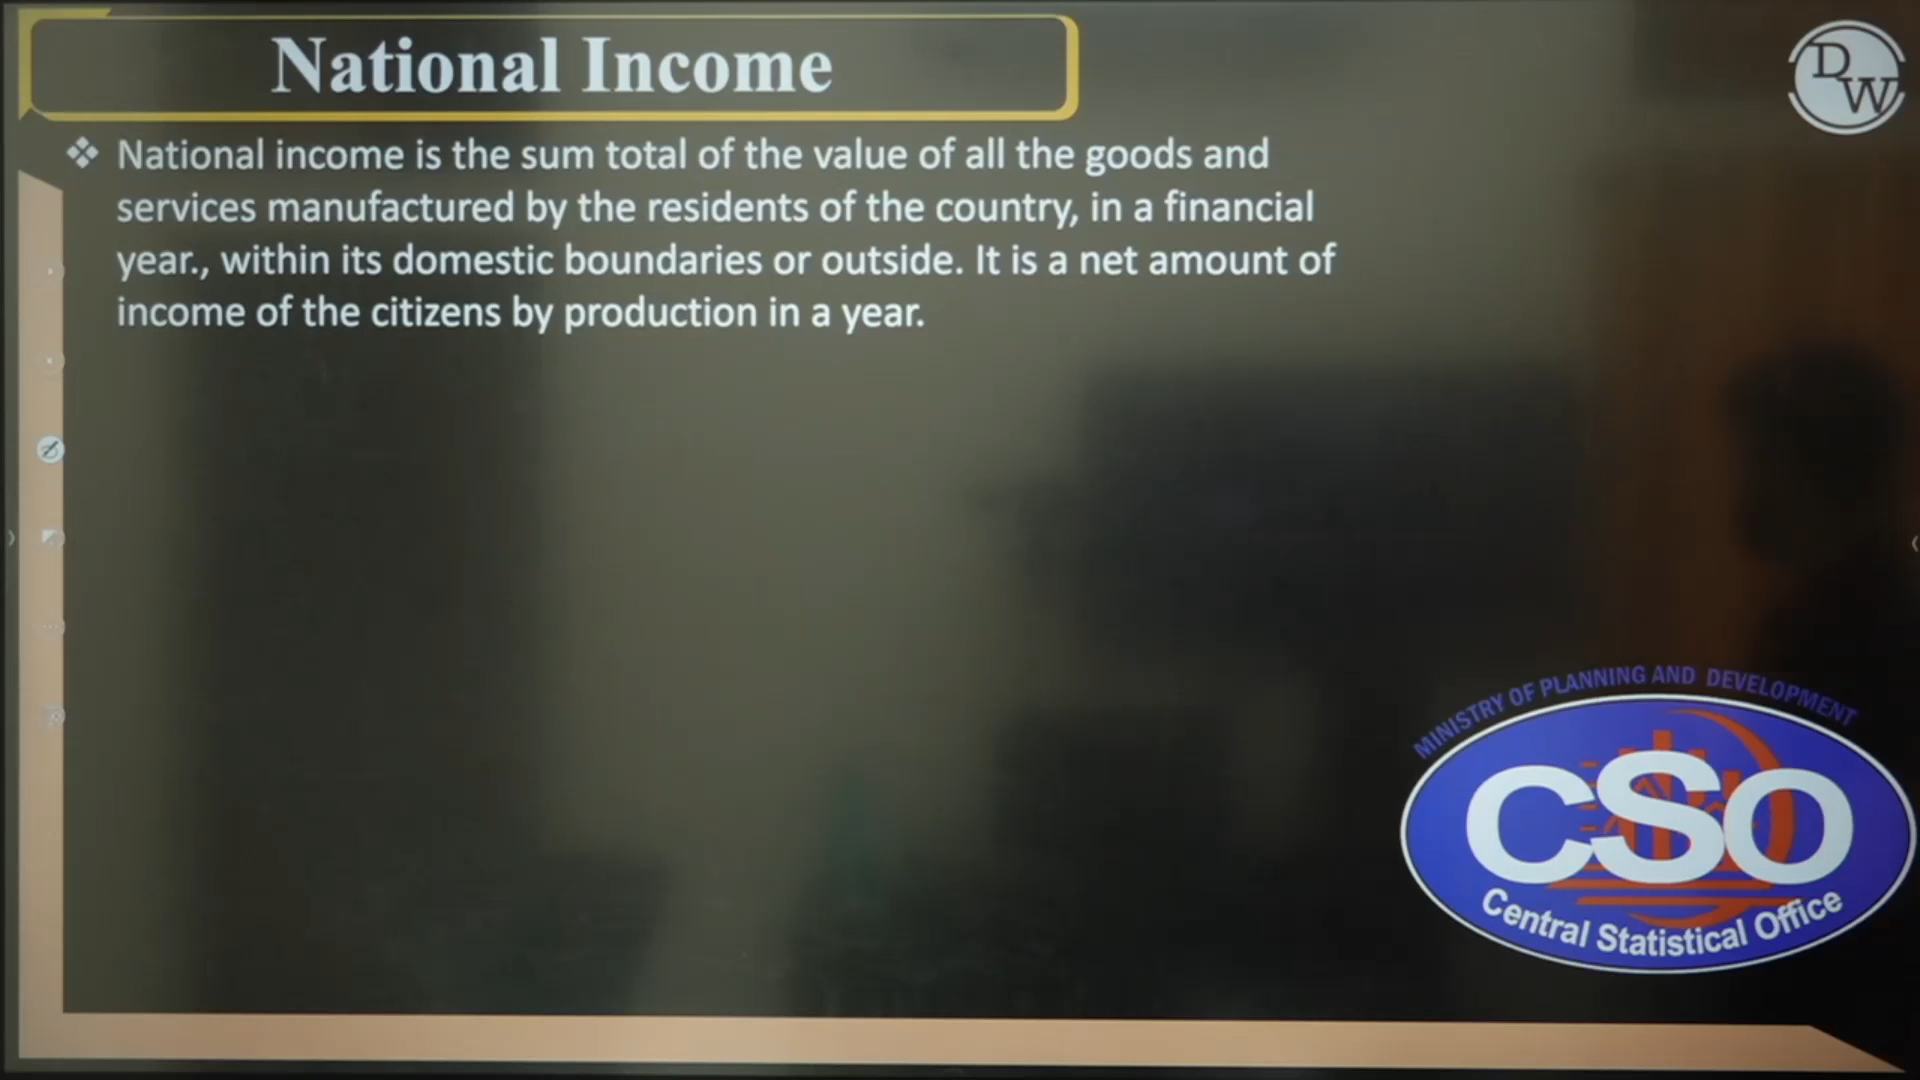 National Income
DW
❖ National income is the sum total of the value of all the goods and
services manufactured by the residents of the country, in a financial
year., within its domestic boundaries or outside. It is a net amount of
income of the citizens by production in a year.
MINISTRY OF PLANNING AND DEVELOPMENT
CSO
Central Statistical Office